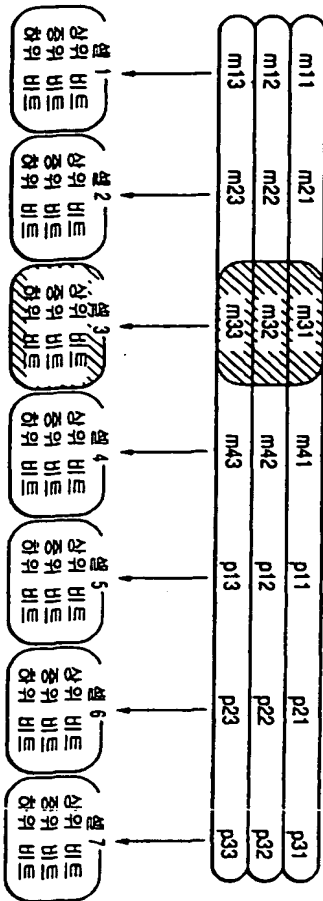 m11 m21 m31 m41 p11 p21 p31
m12 m22 m32 m42 p12 p22 p32
m13 m23 m33 m43 p13 p23 p33
셀 1 셀 2 셀 3 셀 4 셀 5 셀 6 셀 7
상위 비트 상위 비트 상위 비트 상위 비트 상위 비트 상위 비트 상위 비트
중위 비트 중위 비트 중위 비트 중위 비트 중위 비트 중위 비트 중위 비트
하위 비트 하위 비트 하위 비트 하위 비트 하위 비트 하위 비트 하위 비트